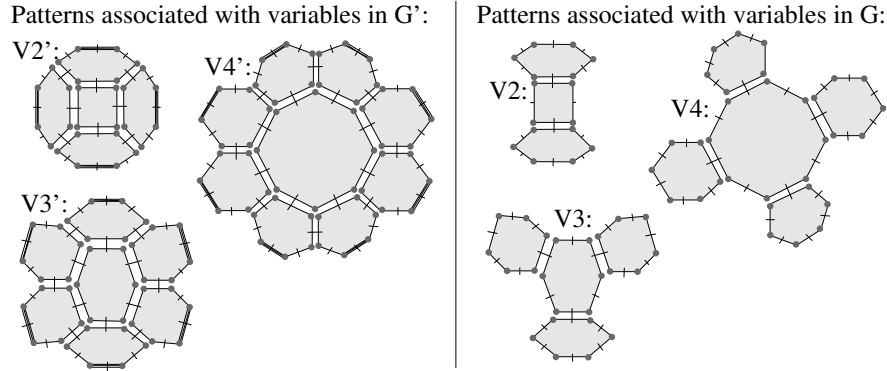 Patterns associated with variables in G’:
V2’:
V4’:
V3’:
Patterns associated with variables in G:
V2:
V4:
V3: